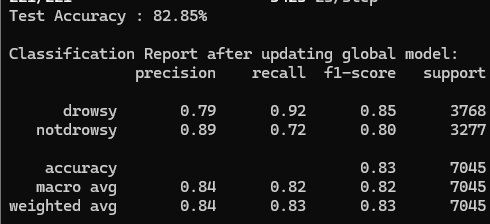 Test Accuracy : 82.85%
Classification Report after updating global model:
precision recall f1-score support
drowsy 0.79 0.92 0.85 3768
notdrowsy 0.89 0.72 0.80 3277
accuracy 0.83 7045
macro avg 0.84 0.82 0.82 7045
weighted avg 0.84 0.83 0.83 7045